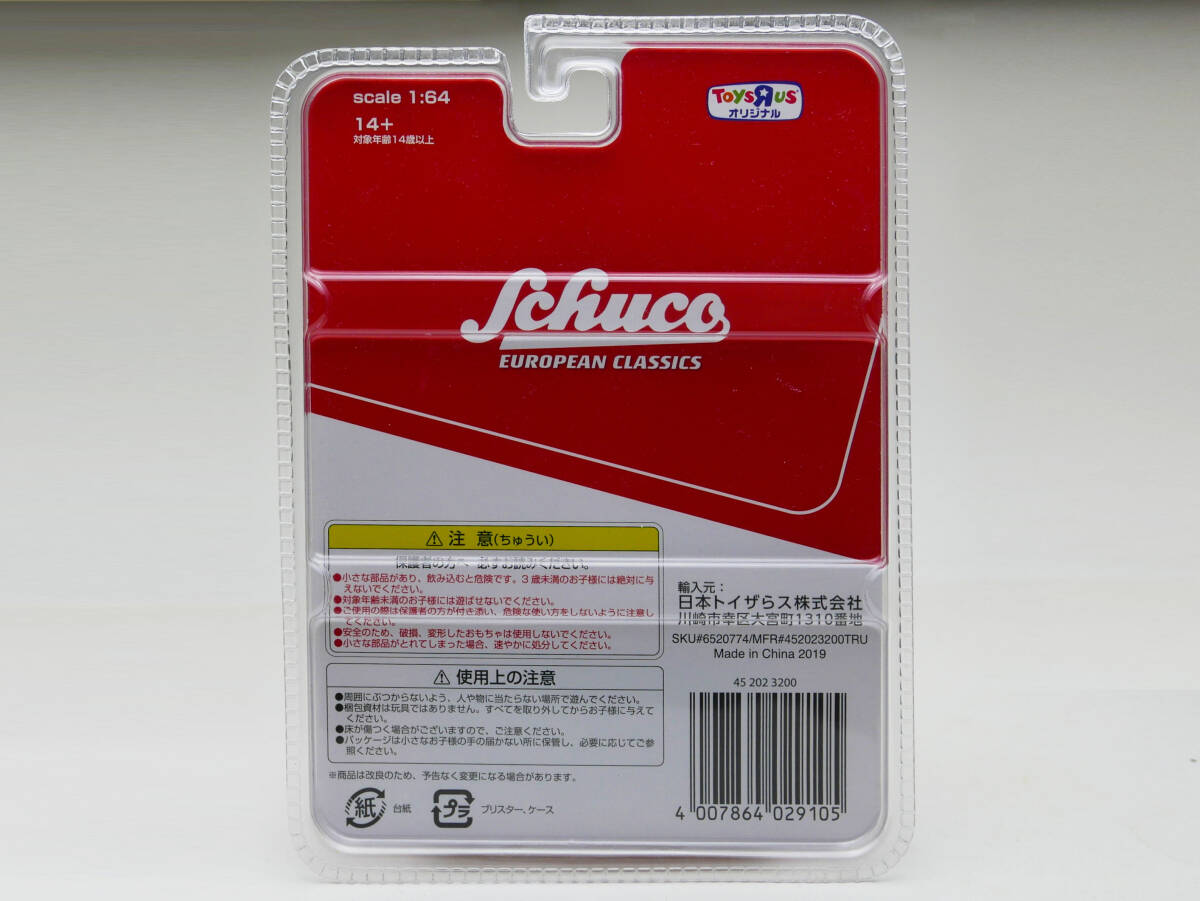 scale 1:64
14+
対象年齢14歳以上
TOYSЯUS
オリジナル
Schuco
EUROPEAN CLASSICS
⚠注 意(ちゅうい)
保護者の方へ 必ずお読みください。
●小さな部品があり、飲み込むと危険です。3歳未満のお子様には絶対に与
えないでください。
●対象年齢未満のお子様には遊ばせないでください。
●ご使用の際は保護者の方が付き添い、危険な使い方をしないように注意し
てください。
●安全のため、破損、変形したおもちゃは使用しないでください。
●小さな部品がとれてしまった場合、速やかに処分してください。
⚠使用上の注意
●周囲にぶつからないよう、人や物に当たらない場所で遊んでください。
●梱包資材は玩具ではありません。すべてを取り外してからお子様に与えて
ください。
●床が傷つく場合がございますので、ご注意ください。
●パッケージは小さなお子様の手の届かない所に保管し、必要に応じてご参
照ください。
※商品は改良のため、予告なく変更になる場合があります。
紙 台紙 プラ ブリスター、ケース
輸入元:
日本トイザらス株式会社
川崎市幸区大宮町1310番地
SKU#6520774/MFR#452023200TRU
Made in China 2019
45 202 3200
4 007864 029105